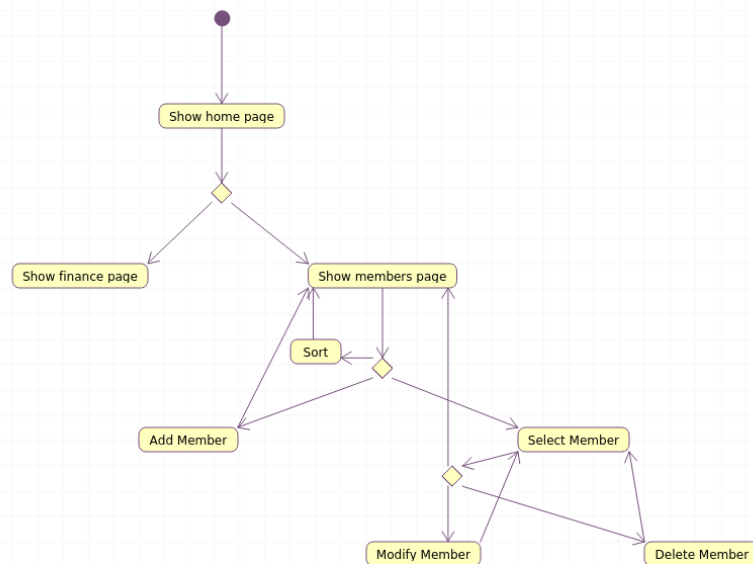 Show home page
Show finance page
Show members page
Sort
Add Member
Select Member
Modify Member
Delete Member